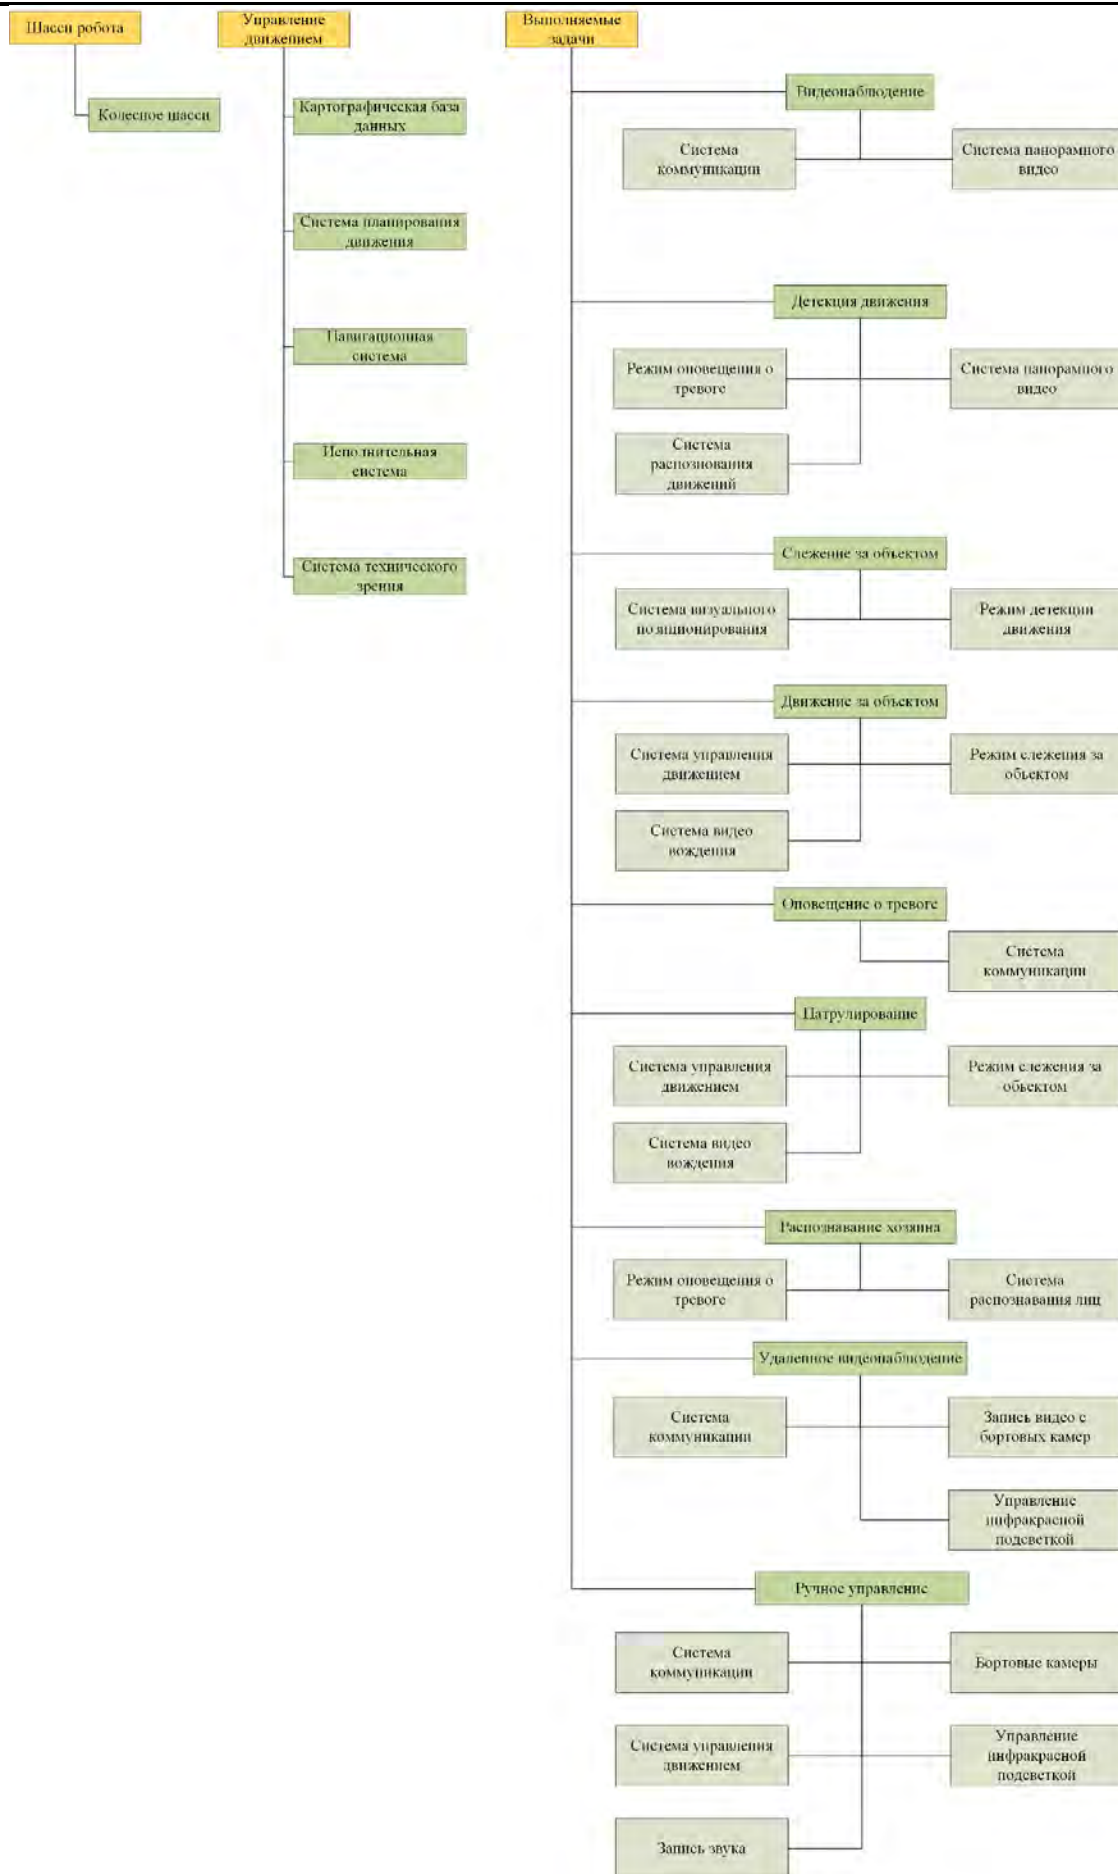 Шасси робота
Управление
движением
Выполняемые
задачи
Колесное шасси
Картографическая база
данных
Система планирования
движения
Навигационная
система
Исполнительная
система
Система технического
зрения
Видеонаблюдение
Система
коммуникации
Система панорамного
видео
Детекция движения
Режим оповещения о
тревоге
Система панорамного
видео
Система
распознования
движений
Слежение за объектом
Система визуального
позиционирования
Режим детекции
движения
Движение за объектом
Система управления
движением
Режим слежения за
объектом
Система видео
вождения
Оповещение о тревоге
Система
коммуникации
Патрулирование
Система управления
движением
Режим слежения за
объектом
Система видео
вождения
Распознавание хозяина
Режим оповещения о
тревоге
Система
распознавания лиц
Удаленное видеонаблюдение
Система
коммуникации
Запись видео с
бортовых камер
Управление
инфракрасной
подсветкой
Ручное управление
Система
коммуникации
Бортовые камеры
Система управления
движением
Управление
инфракрасной
подсветкой
Запись звука